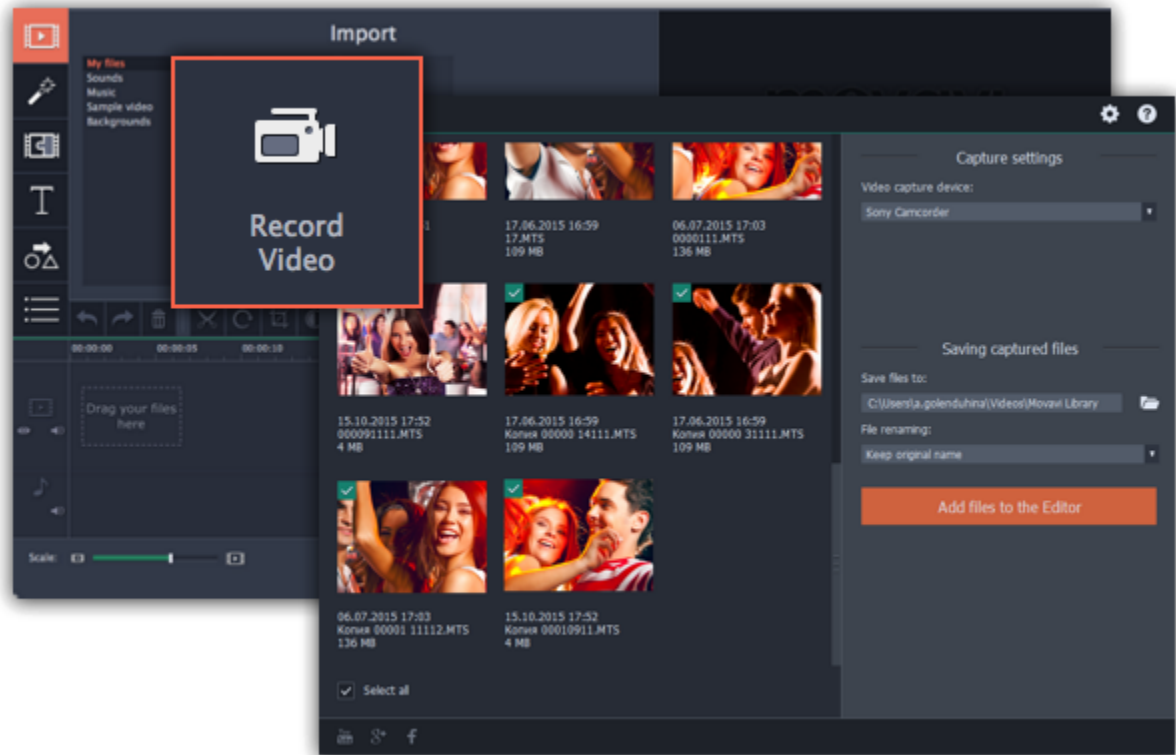 Import
My files
Sounds
Music
Sample video
Backgrounds
Record
Video
00:00:00
00:00:05
00:00:10
Drag your files
here
Scale:
17.06.2015 16:59
17.MTS
109 MB
06.07.2015 17:03
0000111.MTS
136 MB
15.10.2015 17:52
000091111.MTS
4 MB
17.06.2015 16:59
Копия 00000 14111.MTS
109 MB
17.06.2015 16:59
Копия 00000 31111.MTS
109 MB
06.07.2015 17:03
Копия 00001 11112.MTS
136 MB
15.10.2015 17:52
Копия 00010911.MTS
4 MB
Select all
Capture settings
Video capture device:
Sony Camcorder
Saving captured files
Save files to:
C:\Users\a.golenduhina\Videos\Movavi Library
File renaming:
Keep original name
Add files to the Editor